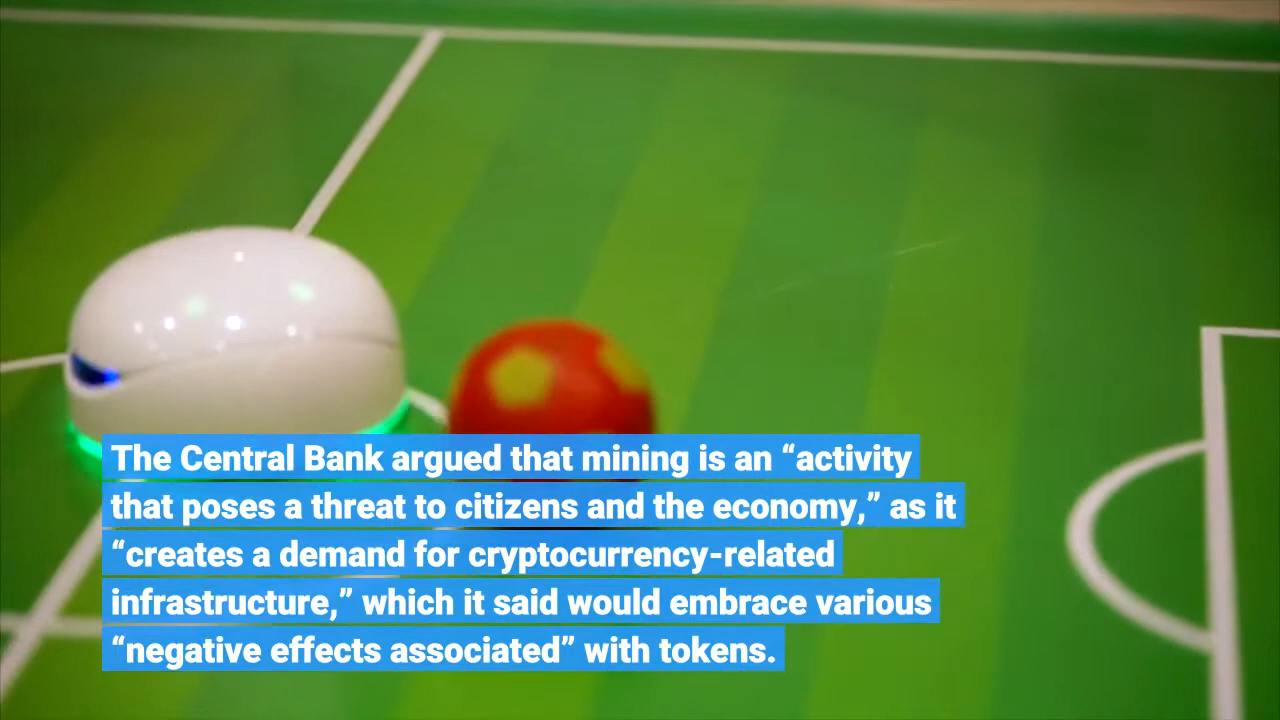 The Central Bank argued that mining is an “activity
that poses a threat to citizens and the economy,” as it
“creates a demand for cryptocurrency-related
infrastructure,” which it said would embrace various
“negative effects associated” with tokens.